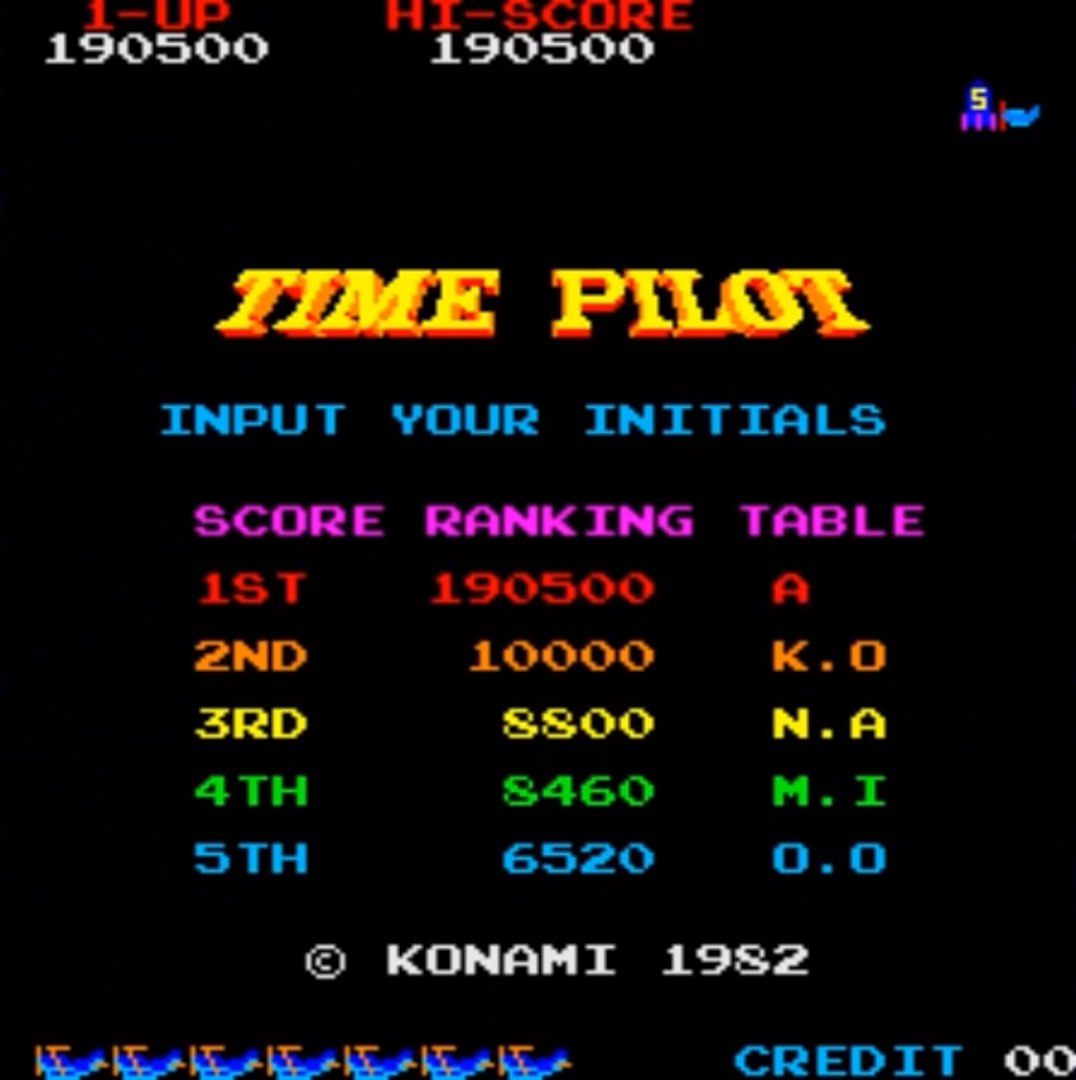 1-UP HI-SCORE
190500 190500
5
TIME PILOT
INPUT YOUR INITIALS
SCORE RANKING TABLE
1ST 190500 A
2ND 10000 K.O
3RD 8800 N.A
4TH 8460 M.I
5TH 6520 O.O
© KONAMI 1982
CREDIT 00